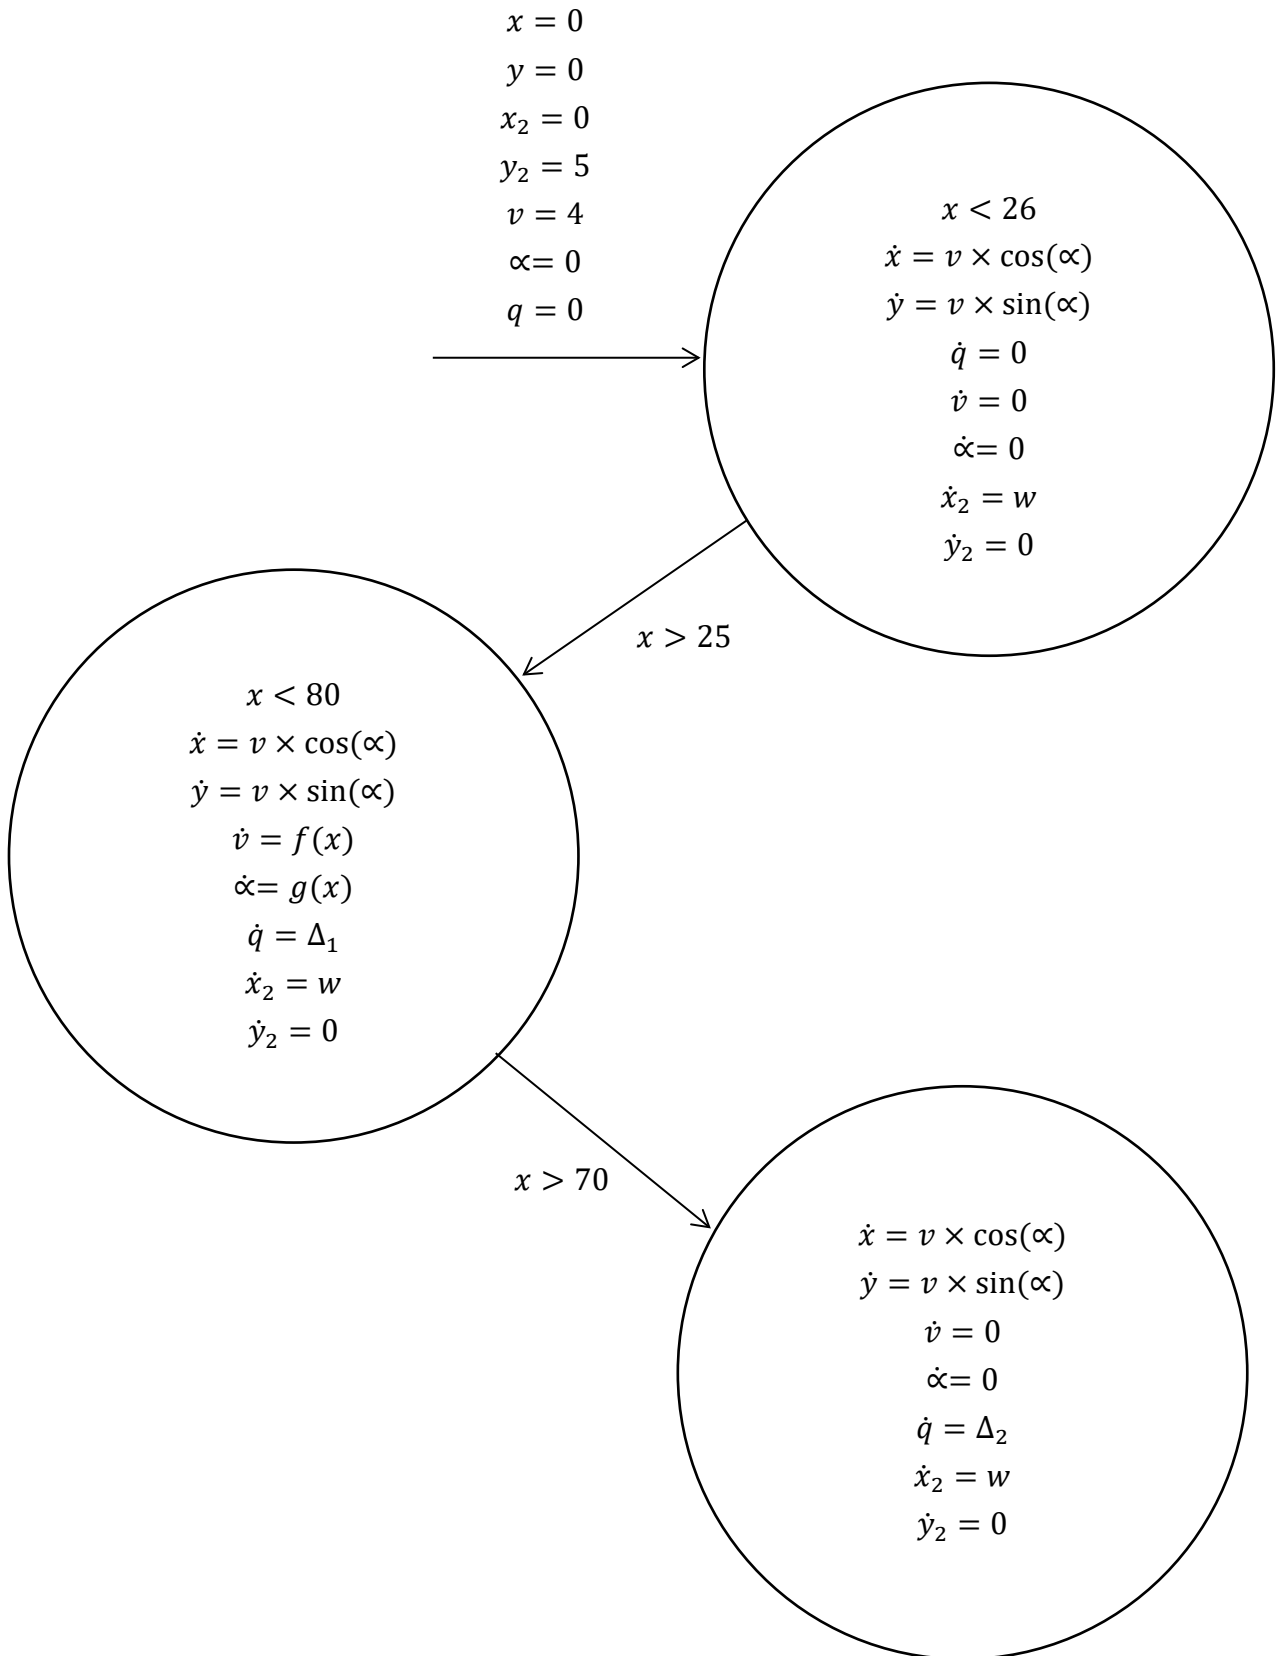 x = 0
y = 0
x₂ = 0
y₂ = 5
v = 4
∝= 0
q = 0
x < 26
ẋ = v × cos(∝)
ẏ = v × sin(∝)
q̇ = 0
v̇ = 0
∝̇= 0
ẋ₂ = w
ẏ₂ = 0
x > 25
x < 80
ẋ = v × cos(∝)
ẏ = v × sin(∝)
v̇ = f(x)
∝̇= g(x)
q̇ = Δ₁
ẋ₂ = w
ẏ₂ = 0
x > 70
ẋ = v × cos(∝)
ẏ = v × sin(∝)
v̇ = 0
∝̇= 0
q̇ = Δ₂
ẋ₂ = w
ẏ₂ = 0